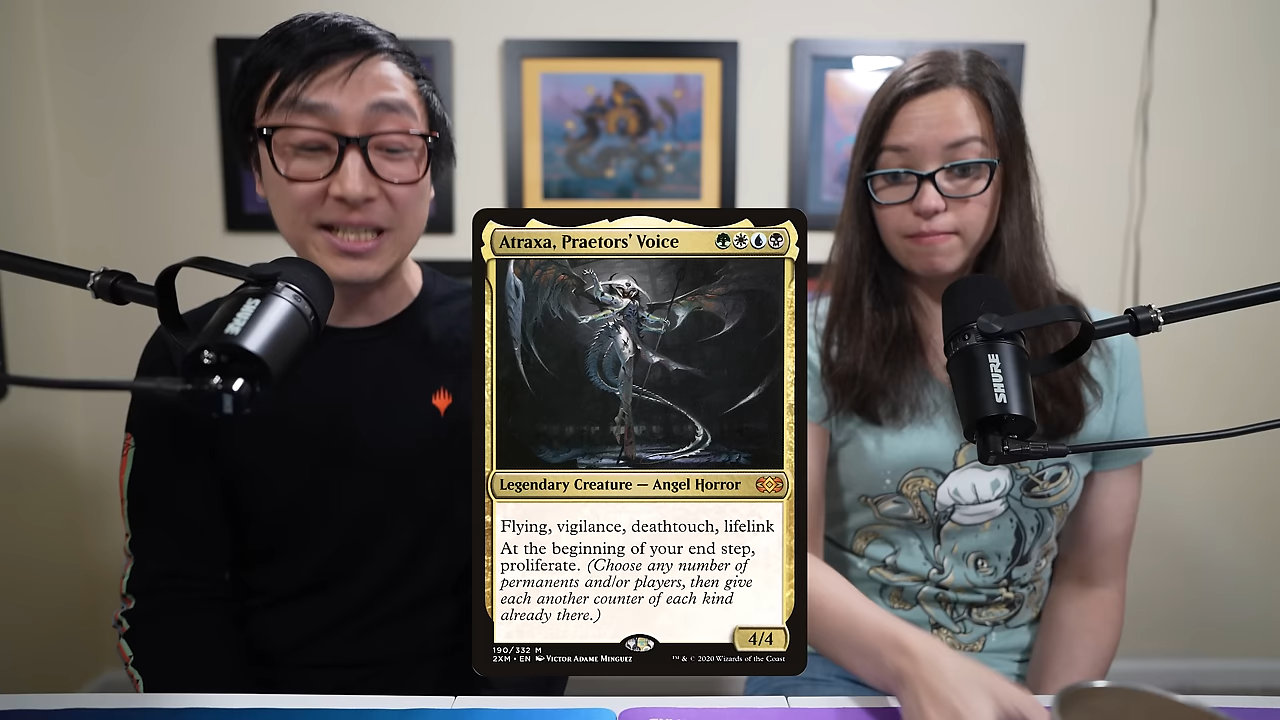 Atraxa, Praetors' Voice
Legendary Creature — Angel Horror
Flying, vigilance, deathtouch, lifelink
At the beginning of your end step,
proliferate. (Choose any number of
permanents and/or players, then give
each another counter of each kind
already there.)
4/4
190/332 M
2XM • EN Victor Adame Minguez
™ & © 2020 Wizards of the Coast
SHURE
SHURE